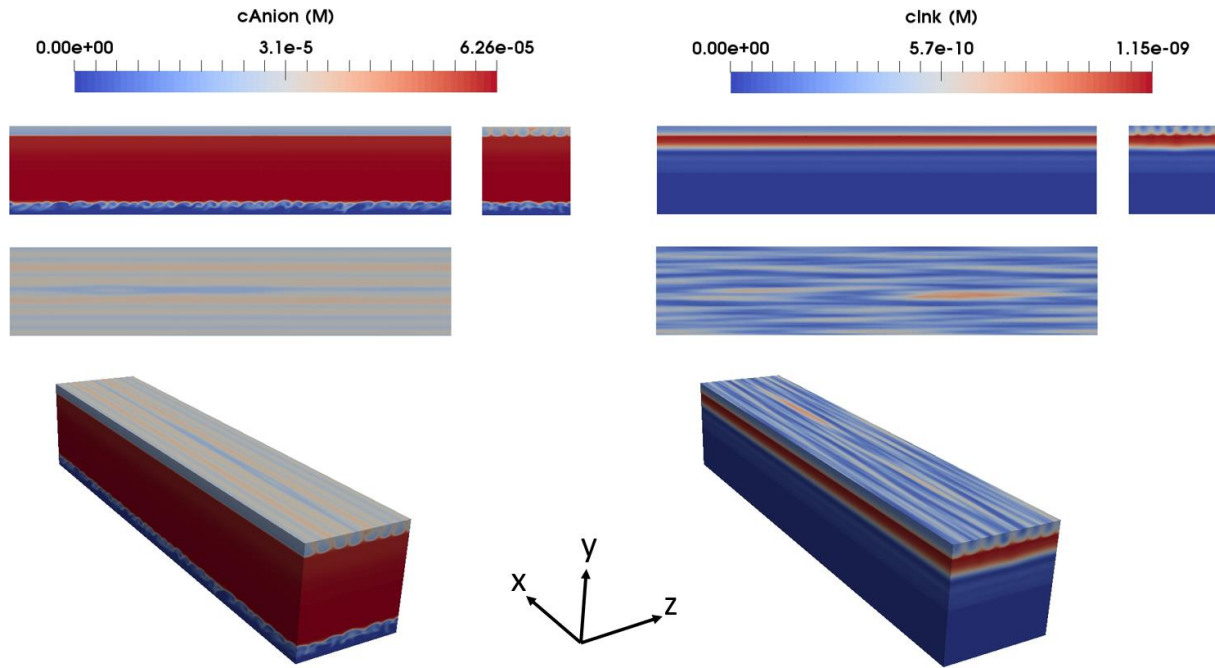 cAnion (M)
0.00e+00 3.1e-5 6.26e-05
cInk (M)
0.00e+00 5.7e-10 1.15e-09
y
x
z